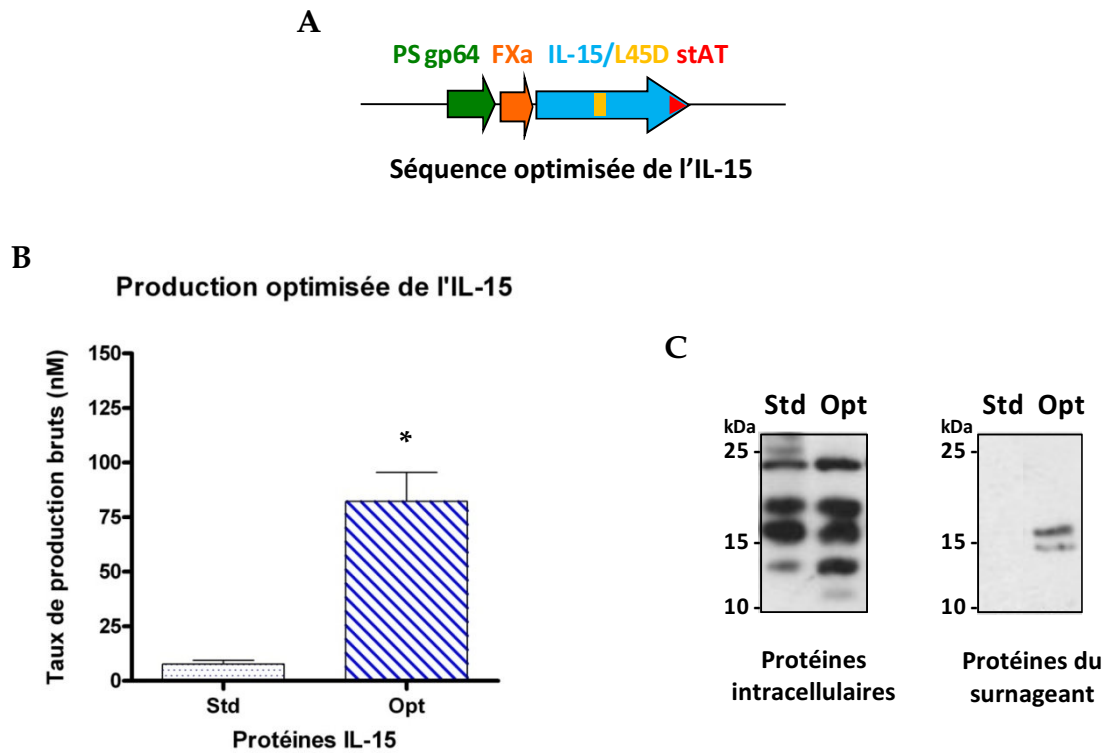 A
PS gp64 FXa IL-15/L45D stAT
Séquence optimisée de l'IL-15
B
Production optimisée de l'IL-15
Taux de production bruts (nM)
150
125
100
75
50
25
0
*
Std Opt
Protéines IL-15
C
Std Opt
kDa
25
15
10
Protéines
intracellulaires
Std Opt
kDa
25
15
10
Protéines du
surnageant